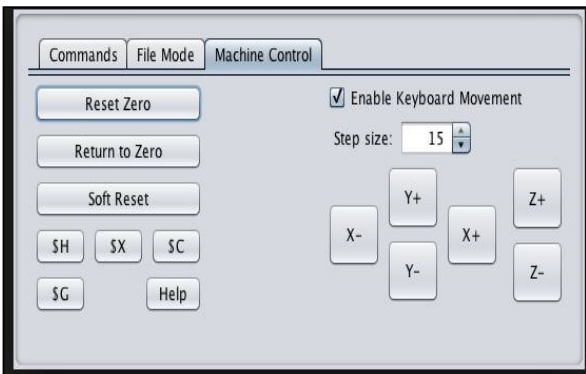 Commands File Mode Machine Control
Reset Zero
Return to Zero
Soft Reset
$H $X $C
$G Help
Enable Keyboard Movement
Step size: 15
Y+ Z+
X- X+
Y- Z-